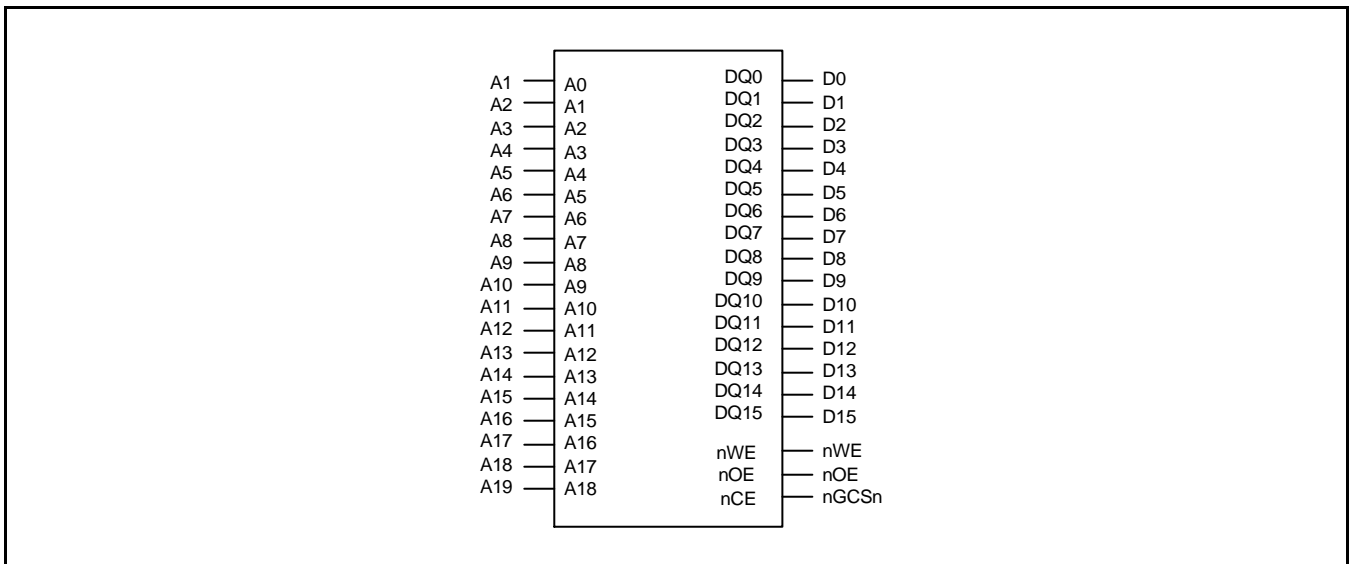 A1 A0 DQ0 D0
A2 A1 DQ1 D1
A3 A2 DQ2 D2
A4 A3 DQ3 D3
A5 A4 DQ4 D4
A6 A5 DQ5 D5
A7 A6 DQ6 D6
A8 A7 DQ7 D7
A9 A8 DQ8 D8
A10 A9 DQ9 D9
A11 A10 DQ10 D10
A12 A11 DQ11 D11
A13 A12 DQ12 D12
A14 A13 DQ13 D13
A15 A14 DQ14 D14
A16 A15 DQ15 D15
A17 A16 nWE nWE
A18 A17 nOE nOE
A19 A18 nCE nGCSn